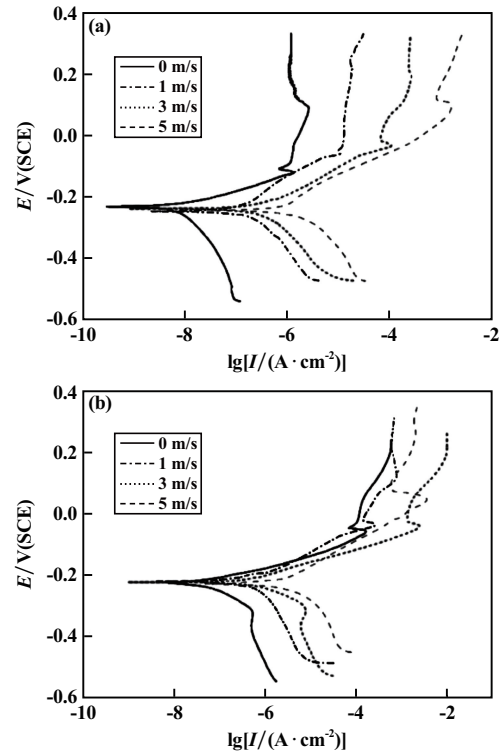 (a)
0 m/s
1 m/s
3 m/s
5 m/s
E/V(SCE)
0.4
0.2
0.0
-0.2
-0.4
-0.6
-10 -8 -6 -4 -2
lg[I/(A·cm⁻²)]
(b)
0 m/s
1 m/s
3 m/s
5 m/s
E/V(SCE)
0.4
0.2
0.0
-0.2
-0.4
-0.6
-10 -8 -6 -4 -2
lg[I/(A·cm⁻²)]